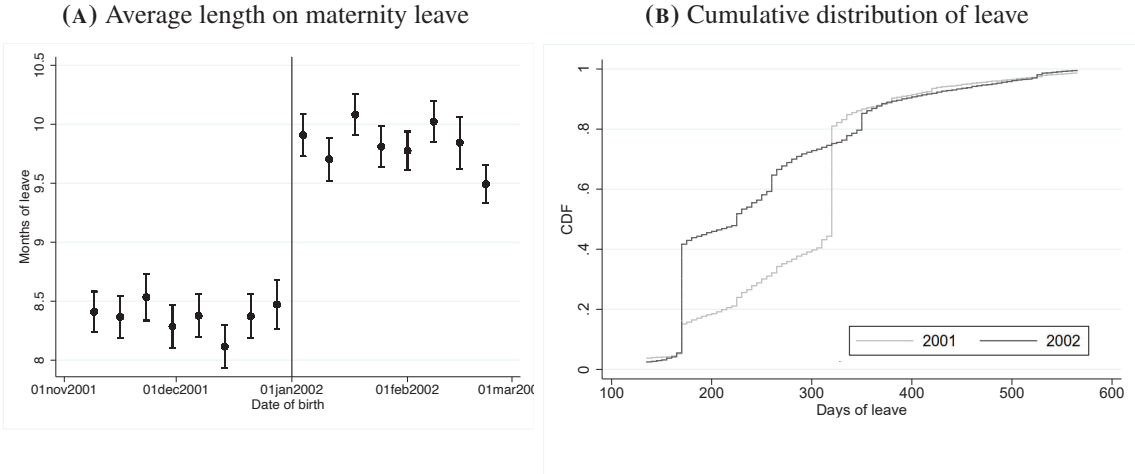 (A) Average length on maternity leave
10.5
10
9.5
9
8.5
8
Months of leave
01nov2001 01dec2001 01jan2002 01feb2002 01mar20
Date of birth
(B) Cumulative distribution of leave
1
.8
.6
.4
.2
0
CDF
2001 2002
100 200 300 400 500 600
Days of leave